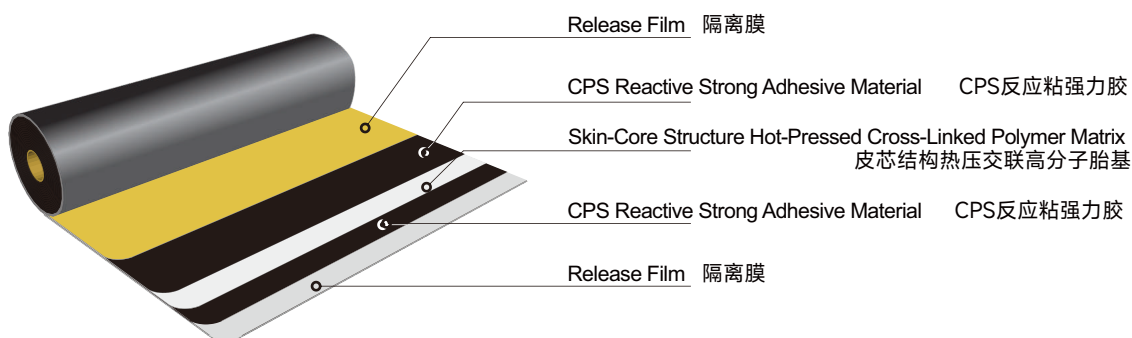 Release Film 隔离膜
CPS Reactive Strong Adhesive Material CPS反应粘强力胶
Skin-Core Structure Hot-Pressed Cross-Linked Polymer Matrix
皮芯结构热压交联高分子胎基
CPS Reactive Strong Adhesive Material CPS反应粘强力胶
Release Film 隔离膜